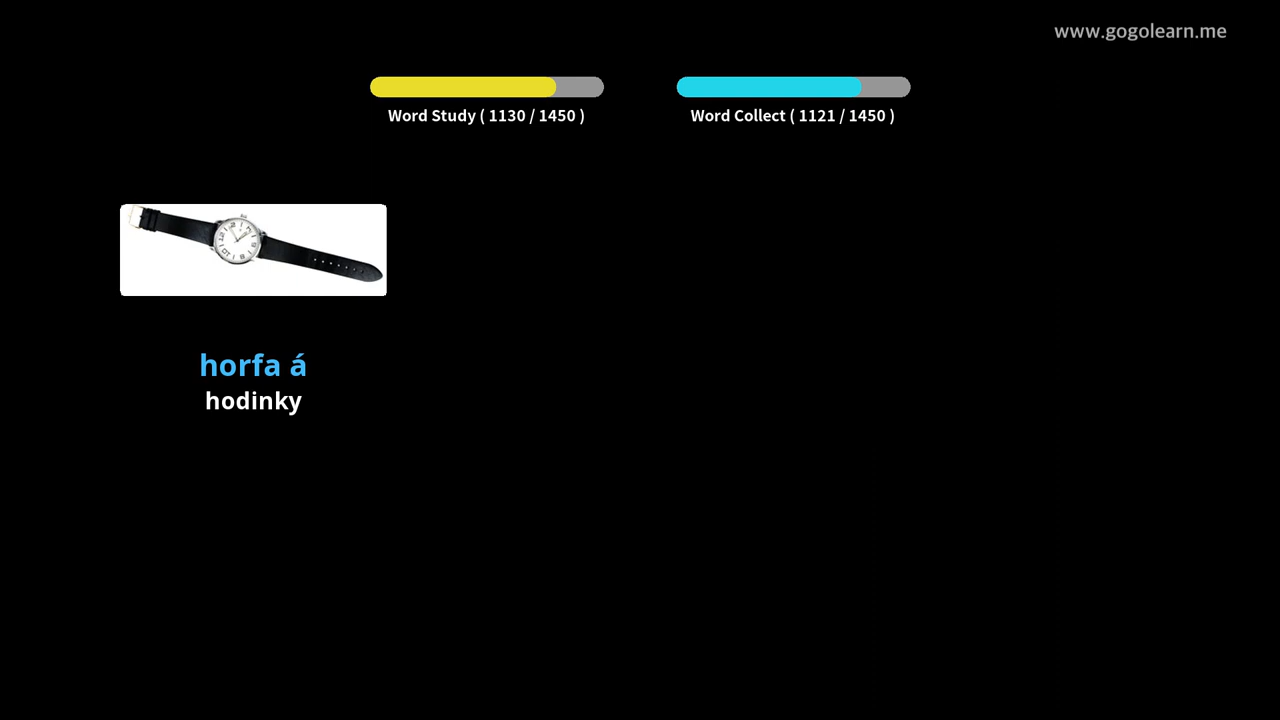 www.gogolearn.me
Word Study ( 1130 / 1450 )
Word Collect ( 1121 / 1450 )
horfa á
hodinky